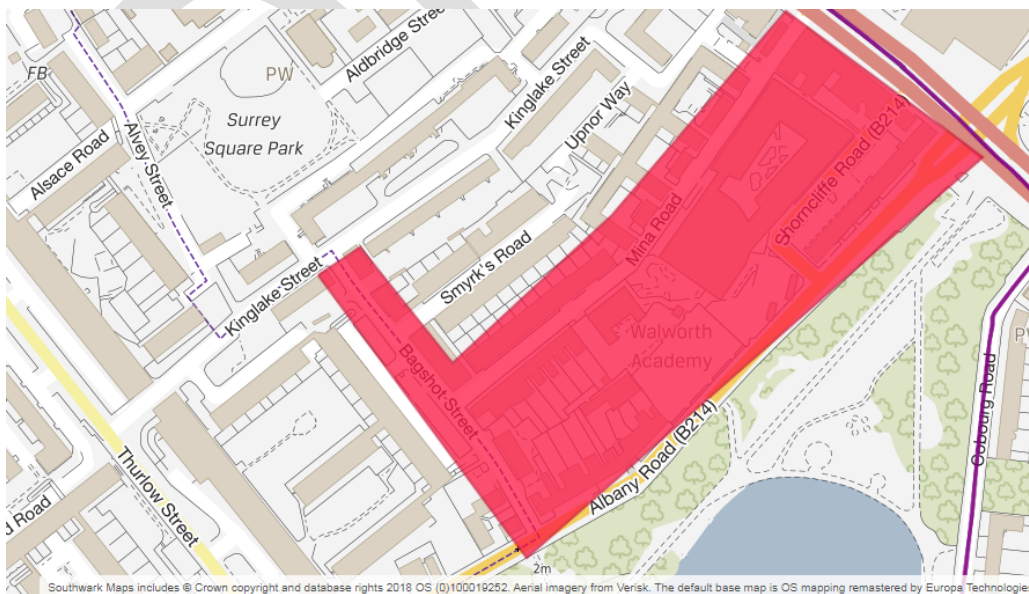 FB
PW
Aldbridge Street
Kinglake Street
Surrey
Square Park
Upnor Way
Alvey Street
Alsace Road
Shorncliffe Road (B214)
Mina Road
Kinglake Street
Smyrk's Road
Walworth
Academy
Bagshot Street
Thurlow Street
Albany Road (B214)
Cobourg Road
d Road
2m
Southwark Maps includes © Crown copyright and database rights 2018 OS (0)100019252. Aerial imagery from Verisk. The default base map is OS mapping remastered by Europa Technologie